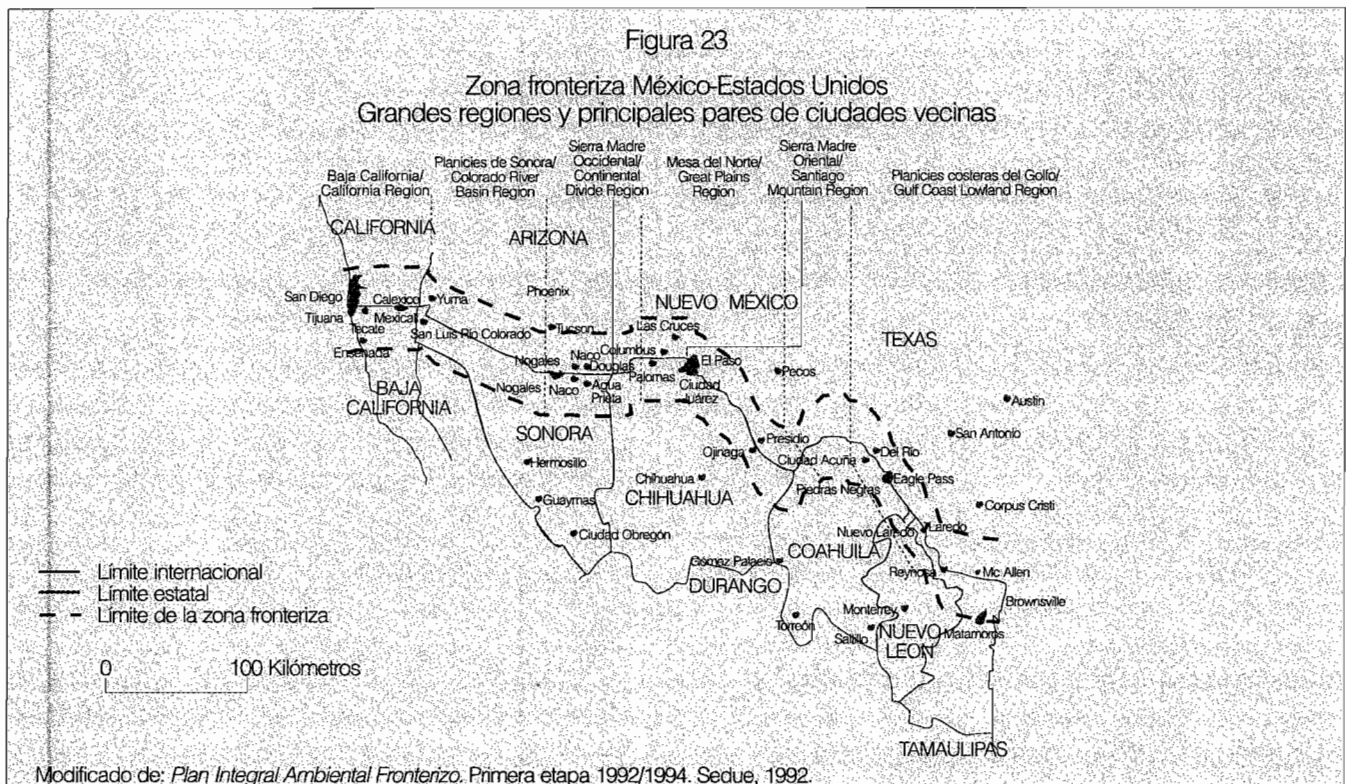 Figura 23
Zona fronteriza México-Estados Unidos
Grandes regiones y principales pares de ciudades vecinas
Baja California/
California Region
Planicies de Sonora/
Colorado River
Basin Region
Sierra Madre
Occidental/
Continental
Divide Region
Mesa del Norte/
Great Plains
Region
Sierra Madre
Oriental/
Santiago
Mountain Region
Planicies costeras del Golfo/
Gulf Coast Lowland Region
CALIFORNIA
ARIZONA
NUEVO MÉXICO
TEXAS
San Diego
Calexico
Yuma
Phoenix
Tijuana
Mexicali
Tecate
San Luis Río Colorado
Tucson
Las Cruces
Ensenada
Nogales
Naco
Douglas
Columbus
El Paso
Pecos
Palomas
Nogales
Naco
Agua
Prieta
Ciudad
Juárez
BAJA
CALIFORNIA
Austin
SONORA
San Antonio
Presidio
Ojinaga
Del Río
Ciudad Acuña
Hermosillo
Chihuahua
Eagle Pass
Piedras Negras
CHIHUAHUA
Guaymas
Corpus Cristi
Laredo
Nuevo Laredo
Ciudad Obregón
COAHUILA
Gómez Palacio
Reynosa
Mc Allen
DURANGO
Brownsville
Monterrey
Torreón
Matamoros
Saltillo
NUEVO
LEON
TAMAULIPAS
Límite internacional
Límite estatal
Límite de la zona fronteriza
0 100 Kilómetros
Modificado de: Plan Integral Ambiental Fronterizo. Primera etapa 1992/1994. Sedue, 1992.